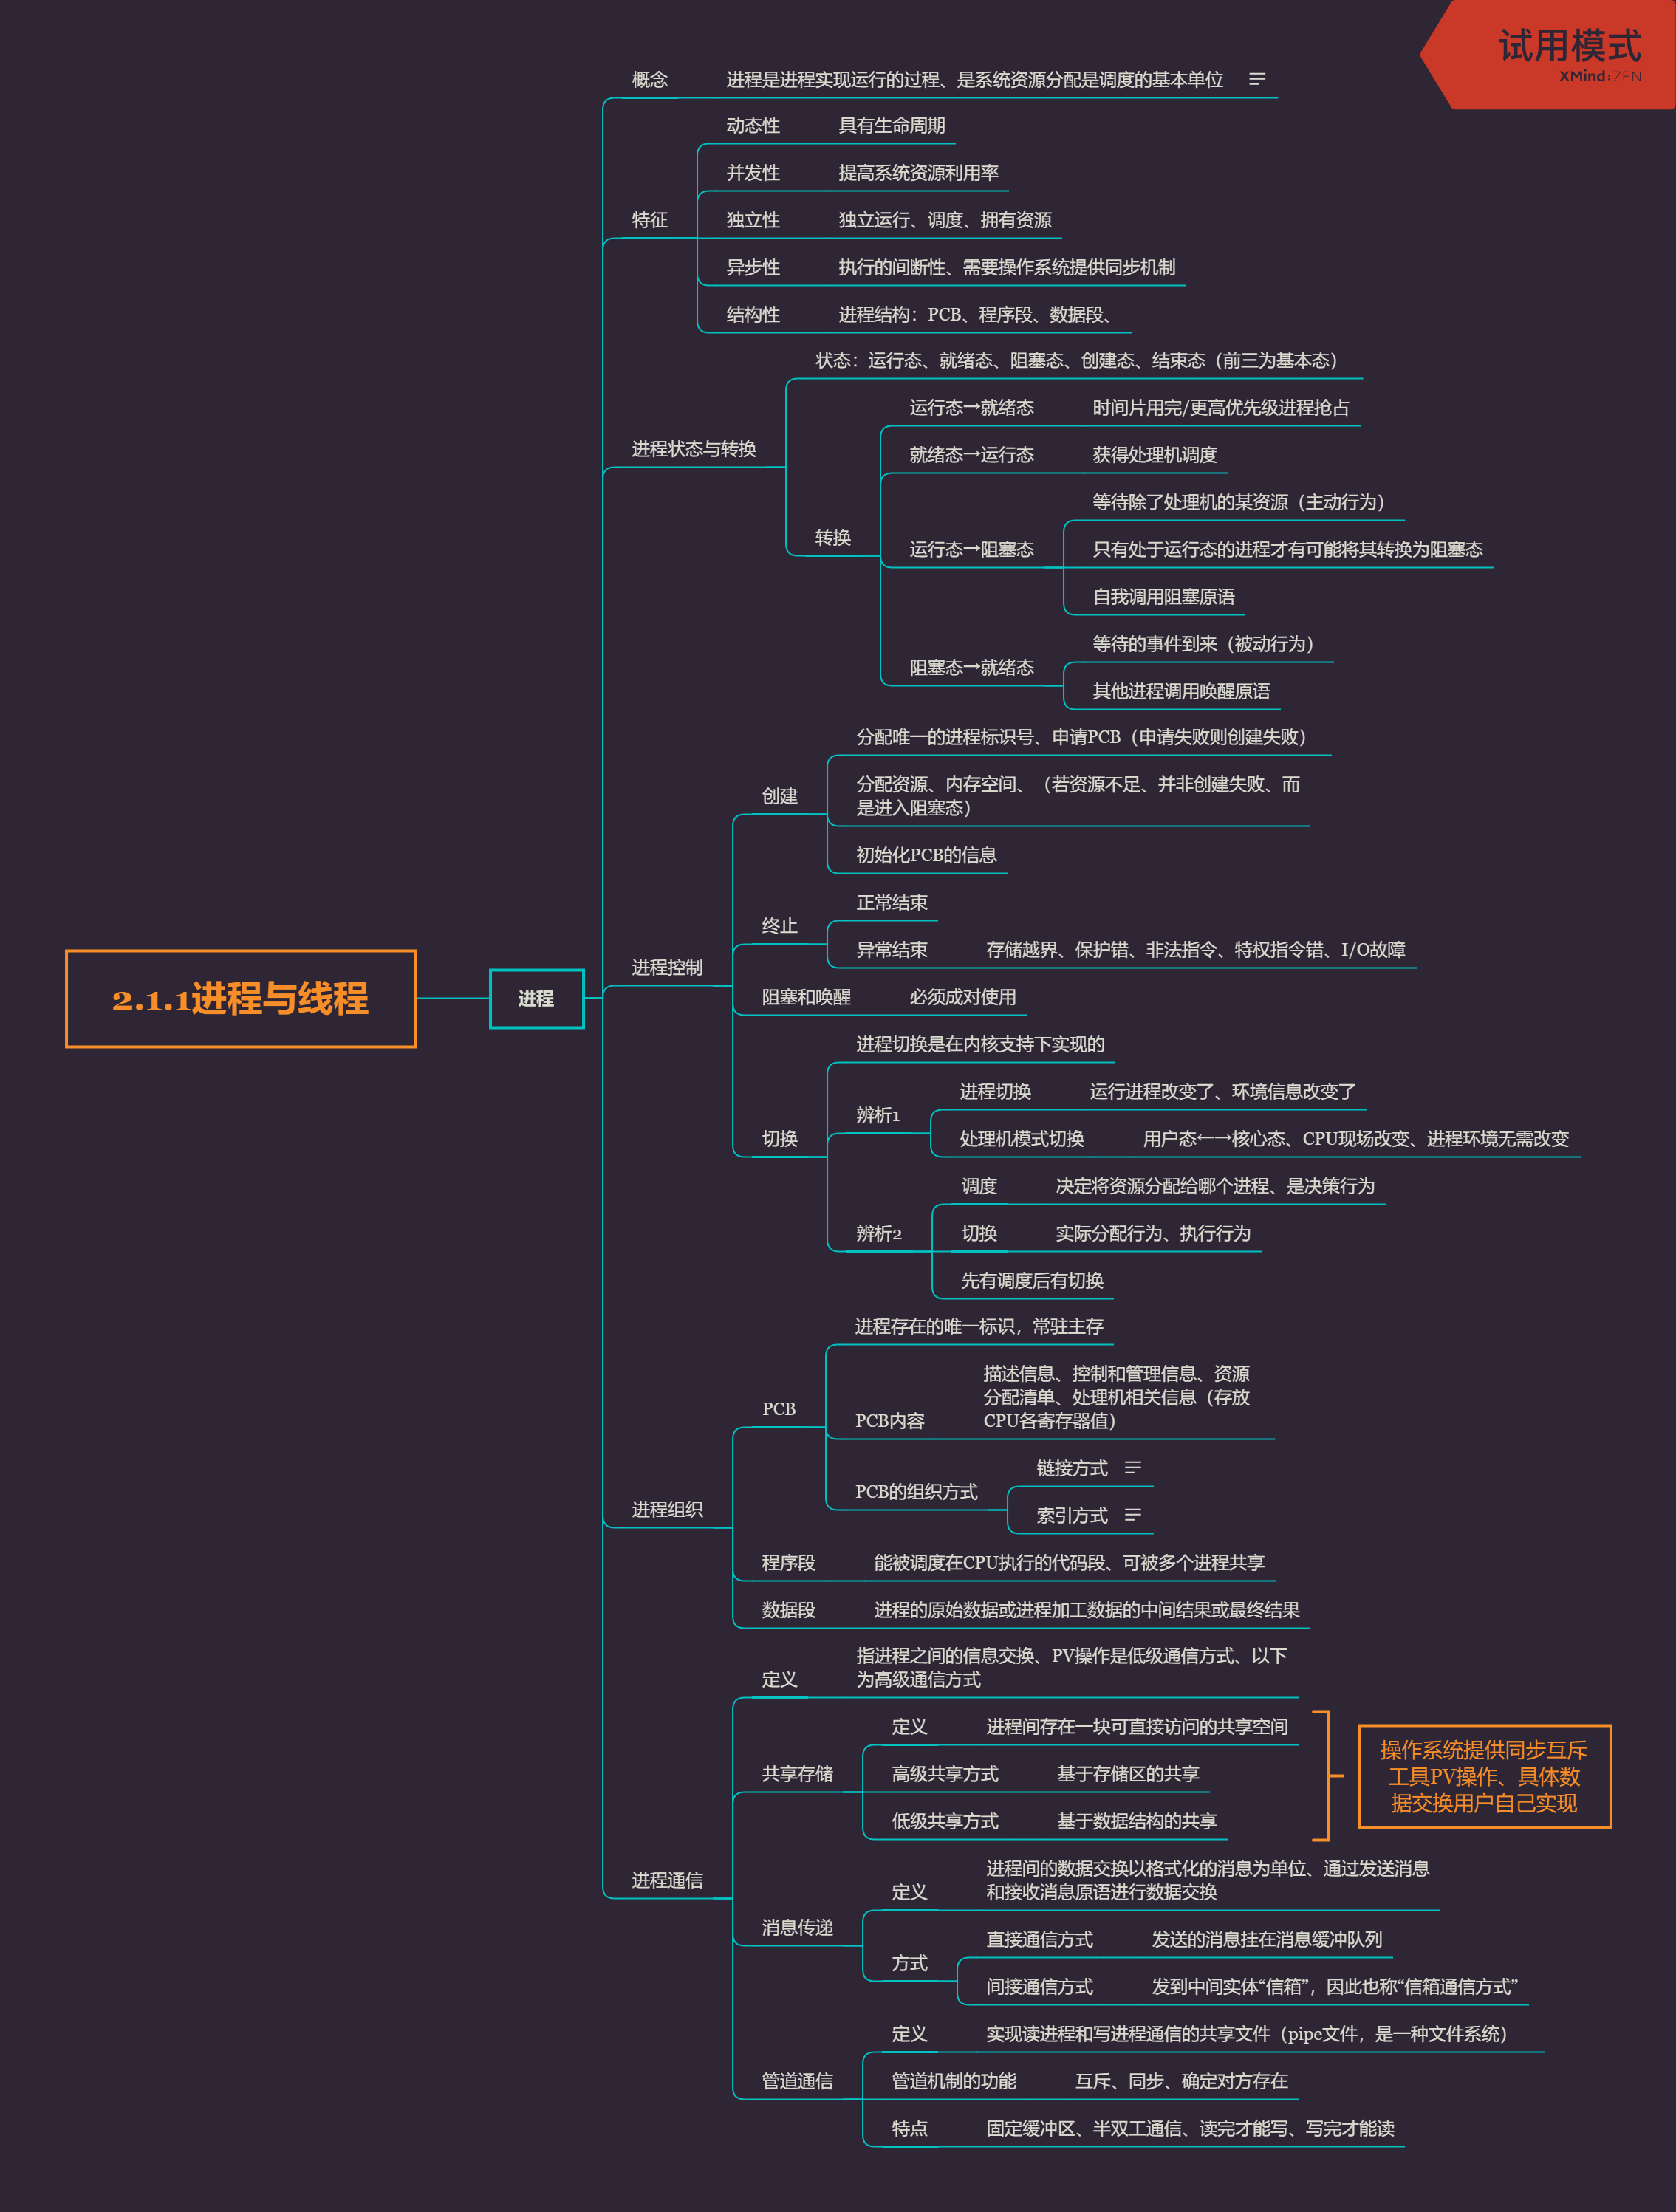 试用模式
XMind:ZEN
概念
进程是进程实现运行的过程、是系统资源分配是调度的基本单位
动态性
具有生命周期
并发性
提高系统资源利用率
特征
独立性
独立运行、调度、拥有资源
异步性
执行的间断性、需要操作系统提供同步机制
结构性
进程结构：PCB、程序段、数据段、
状态：运行态、就绪态、阻塞态、创建态、结束态（前三为基本态）
运行态→就绪态
时间片用完/更高优先级进程抢占
进程状态与转换
就绪态→运行态
获得处理机调度
等待除了处理机的某资源（主动行为）
转换
运行态→阻塞态
只有处于运行态的进程才有可能将其转换为阻塞态
自我调用阻塞原语
等待的事件到来（被动行为）
阻塞态→就绪态
其他进程调用唤醒原语
分配唯一的进程标识号、申请PCB（申请失败则创建失败）
创建
分配资源、内存空间、（若资源不足、并非创建失败、而
是进入阻塞态）
初始化PCB的信息
正常结束
终止
异常结束
存储越界、保护错、非法指令、特权指令错、I/O故障
进程控制
阻塞和唤醒
必须成对使用
2.1.1进程与线程
进程
进程切换是在内核支持下实现的
辨析1
进程切换
运行进程改变了、环境信息改变了
切换
处理机模式切换
用户态←→核心态、CPU现场改变、进程环境无需改变
调度
决定将资源分配给哪个进程、是决策行为
辨析2
切换
实际分配行为、执行行为
先有调度后有切换
进程存在的唯一标识，常驻主存
PCB
PCB内容
描述信息、控制和管理信息、资源
分配清单、处理机相关信息（存放
CPU各寄存器值）
链接方式
PCB的组织方式
索引方式
进程组织
程序段
能被调度在CPU执行的代码段、可被多个进程共享
数据段
进程的原始数据或进程加工数据的中间结果或最终结果
定义
指进程之间的信息交换、PV操作是低级通信方式、以下
为高级通信方式
定义
进程间存在一块可直接访问的共享空间
共享存储
高级共享方式
基于存储区的共享
低级共享方式
基于数据结构的共享
操作系统提供同步互斥
工具PV操作、具体数
据交换用户自己实现
进程通信
定义
进程间的数据交换以格式化的消息为单位、通过发送消息
和接收消息原语进行数据交换
消息传递
方式
直接通信方式
发送的消息挂在消息缓冲队列
间接通信方式
发到中间实体“信箱”，因此也称“信箱通信方式”
定义
实现读进程和写进程通信的共享文件（pipe文件，是一种文件系统）
管道通信
管道机制的功能
互斥、同步、确定对方存在
特点
固定缓冲区、半双工通信、读完才能写、写完才能读